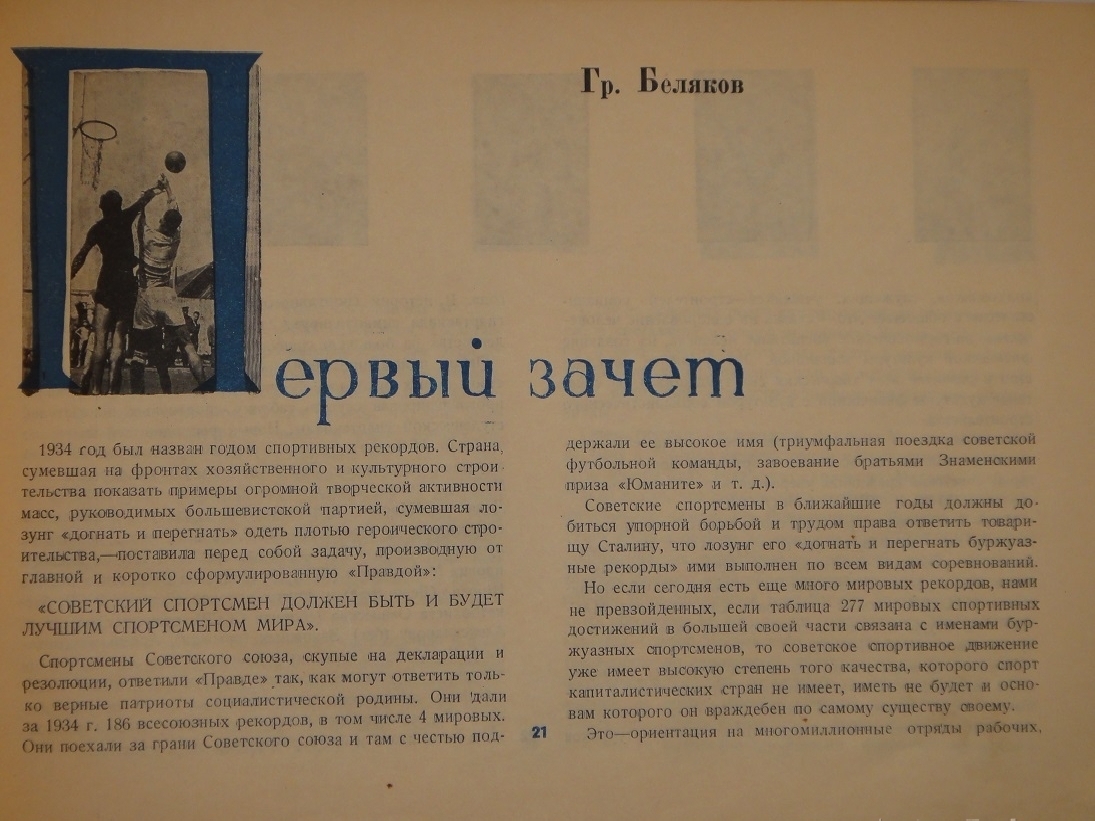 Гр. Беляков
Первый зачет
1934 год был назван годом спортивных рекордов. Страна,
сумевшая на фронтах хозяйственного и культурного строи-
тельства показать примеры огромной творческой активности
масс, руководимых большевистской партией, сумевшая ло-
зунг «догнать и перегнать» одеть плотью героического стро-
ительства,—поставила перед собой задачу, производную от
главной и коротко сформулированную «Правдой»:
«СОВЕТСКИЙ СПОРТСМЕН ДОЛЖЕН БЫТЬ И БУДЕТ
ЛУЧШИМ СПОРТСМЕНОМ МИРА».
Спортсмены Советского союза, скупые на декларации и
резолюции, ответили «Правде» так, как могут ответить толь-
ко верные патриоты социалистической родины. Они дали
за 1934 г. 186 всесоюзных рекордов, в том числе 4 мировых.
Они поехали за грани Советского союза и там с честью под-
держали ее высокое имя (триумфальная поездка советской
футбольной команды, завоевание братьями Знаменскими
приза «Юманите» и т. д.).
Советские спортсмены в ближайшие годы должны до-
биться упорной борьбой и трудом права ответить товари-
щу Сталину, что лозунг его «догнать и перегнать буржуаз-
ные рекорды» ими выполнен по всем видам соревнований.
Но если сегодня есть еще много мировых рекордов, нами
не превзойденных, если таблица 277 мировых спортивных
достижений в большей своей части связана с именами бур-
жуазных спортсменов, то советское спортивное движение
уже имеет высокую степень того качества, которого спорт
капиталистических стран не имеет, иметь не будет и осно-
вам которого он враждебен по самому существу своему.
Это—ориентация на многомиллионные отряды рабочих,
21